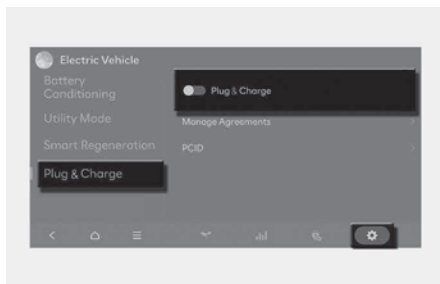 Electric Vehicle
Battery
Conditioning
Utility Mode
Smart Regeneration
Plug & Charge
Plug & Charge
Manage Agreements
PCID